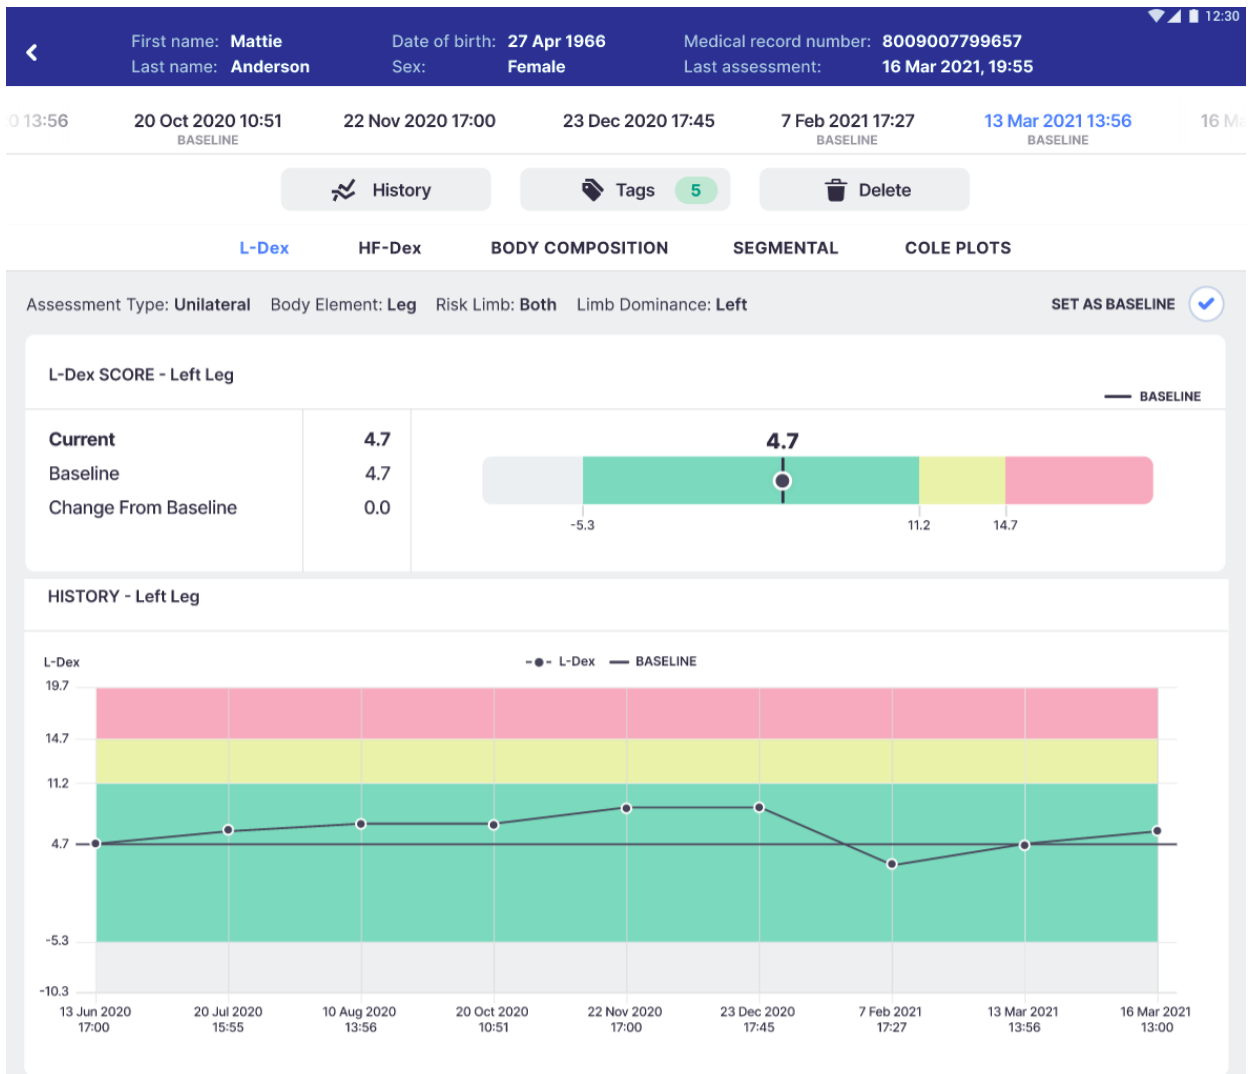 12:30
First name: Mattie Date of birth: 27 Apr 1966 Medical record number: 8009007799657
Last name: Anderson Sex: Female Last assessment: 16 Mar 2021, 19:55
0 13:56 20 Oct 2020 10:51 22 Nov 2020 17:00 23 Dec 2020 17:45 7 Feb 2021 17:27 13 Mar 2021 13:56 16 Ma
BASELINE BASELINE BASELINE
History Tags 5 Delete
L-Dex HF-Dex BODY COMPOSITION SEGMENTAL COLE PLOTS
Assessment Type: Unilateral Body Element: Leg Risk Limb: Both Limb Dominance: Left SET AS BASELINE
L-Dex SCORE - Left Leg
BASELINE
Current 4.7 4.7
Baseline 4.7
Change From Baseline 0.0
-5.3 11.2 14.7
HISTORY - Left Leg
L-Dex L-Dex BASELINE
19.7
14.7
11.2
4.7
-5.3
-10.3
13 Jun 2020 20 Jul 2020 10 Aug 2020 20 Oct 2020 22 Nov 2020 23 Dec 2020 7 Feb 2021 13 Mar 2021 16 Mar 2021
17:00 15:55 13:56 10:51 17:00 17:45 17:27 13:56 13:00